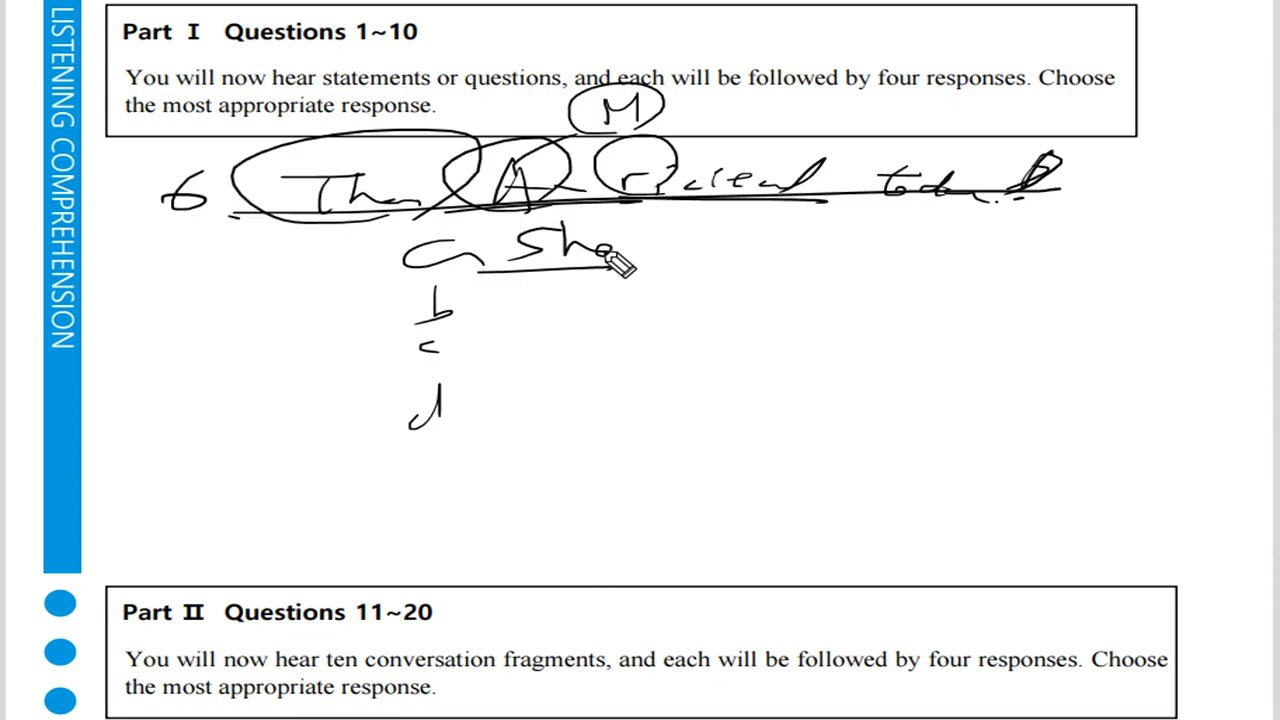 LISTENING COMPREHENSION
Part Ⅰ Questions 1~10
You will now hear statements or questions, and each will be followed by four responses. Choose
the most appropriate response.
M
6
a she
b
c
d
Part Ⅱ Questions 11~20
You will now hear ten conversation fragments, and each will be followed by four responses. Choose
the most appropriate response.